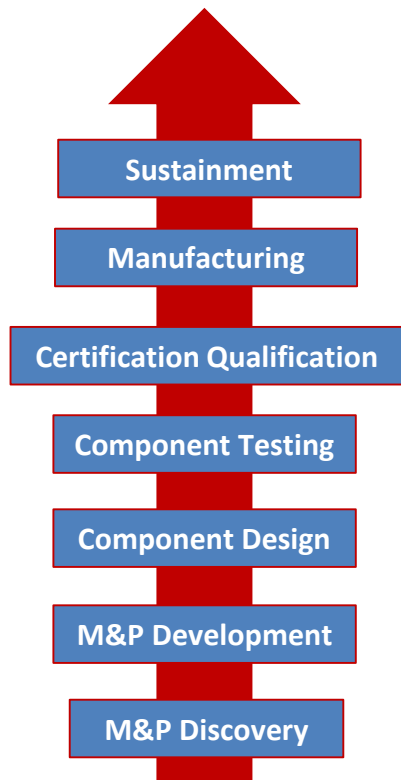 Sustainment
Manufacturing
Certification Qualification
Component Testing
Component Design
M&P Development
M&P Discovery